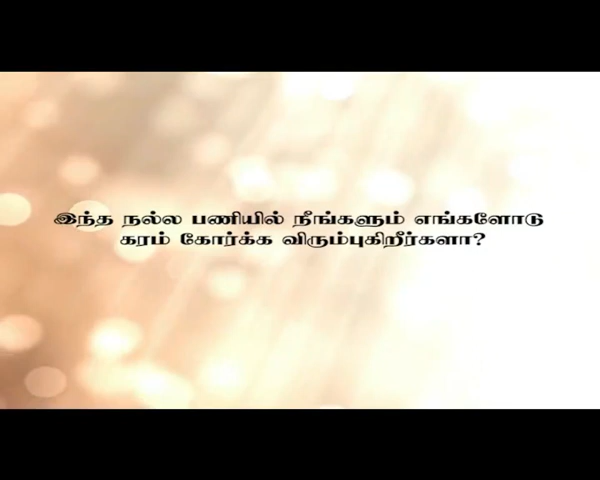 இந்த நல்ல பணியில் நீங்களும் எங்களோடு
கரம் கோர்க்க விரும்புகிறீர்களா?